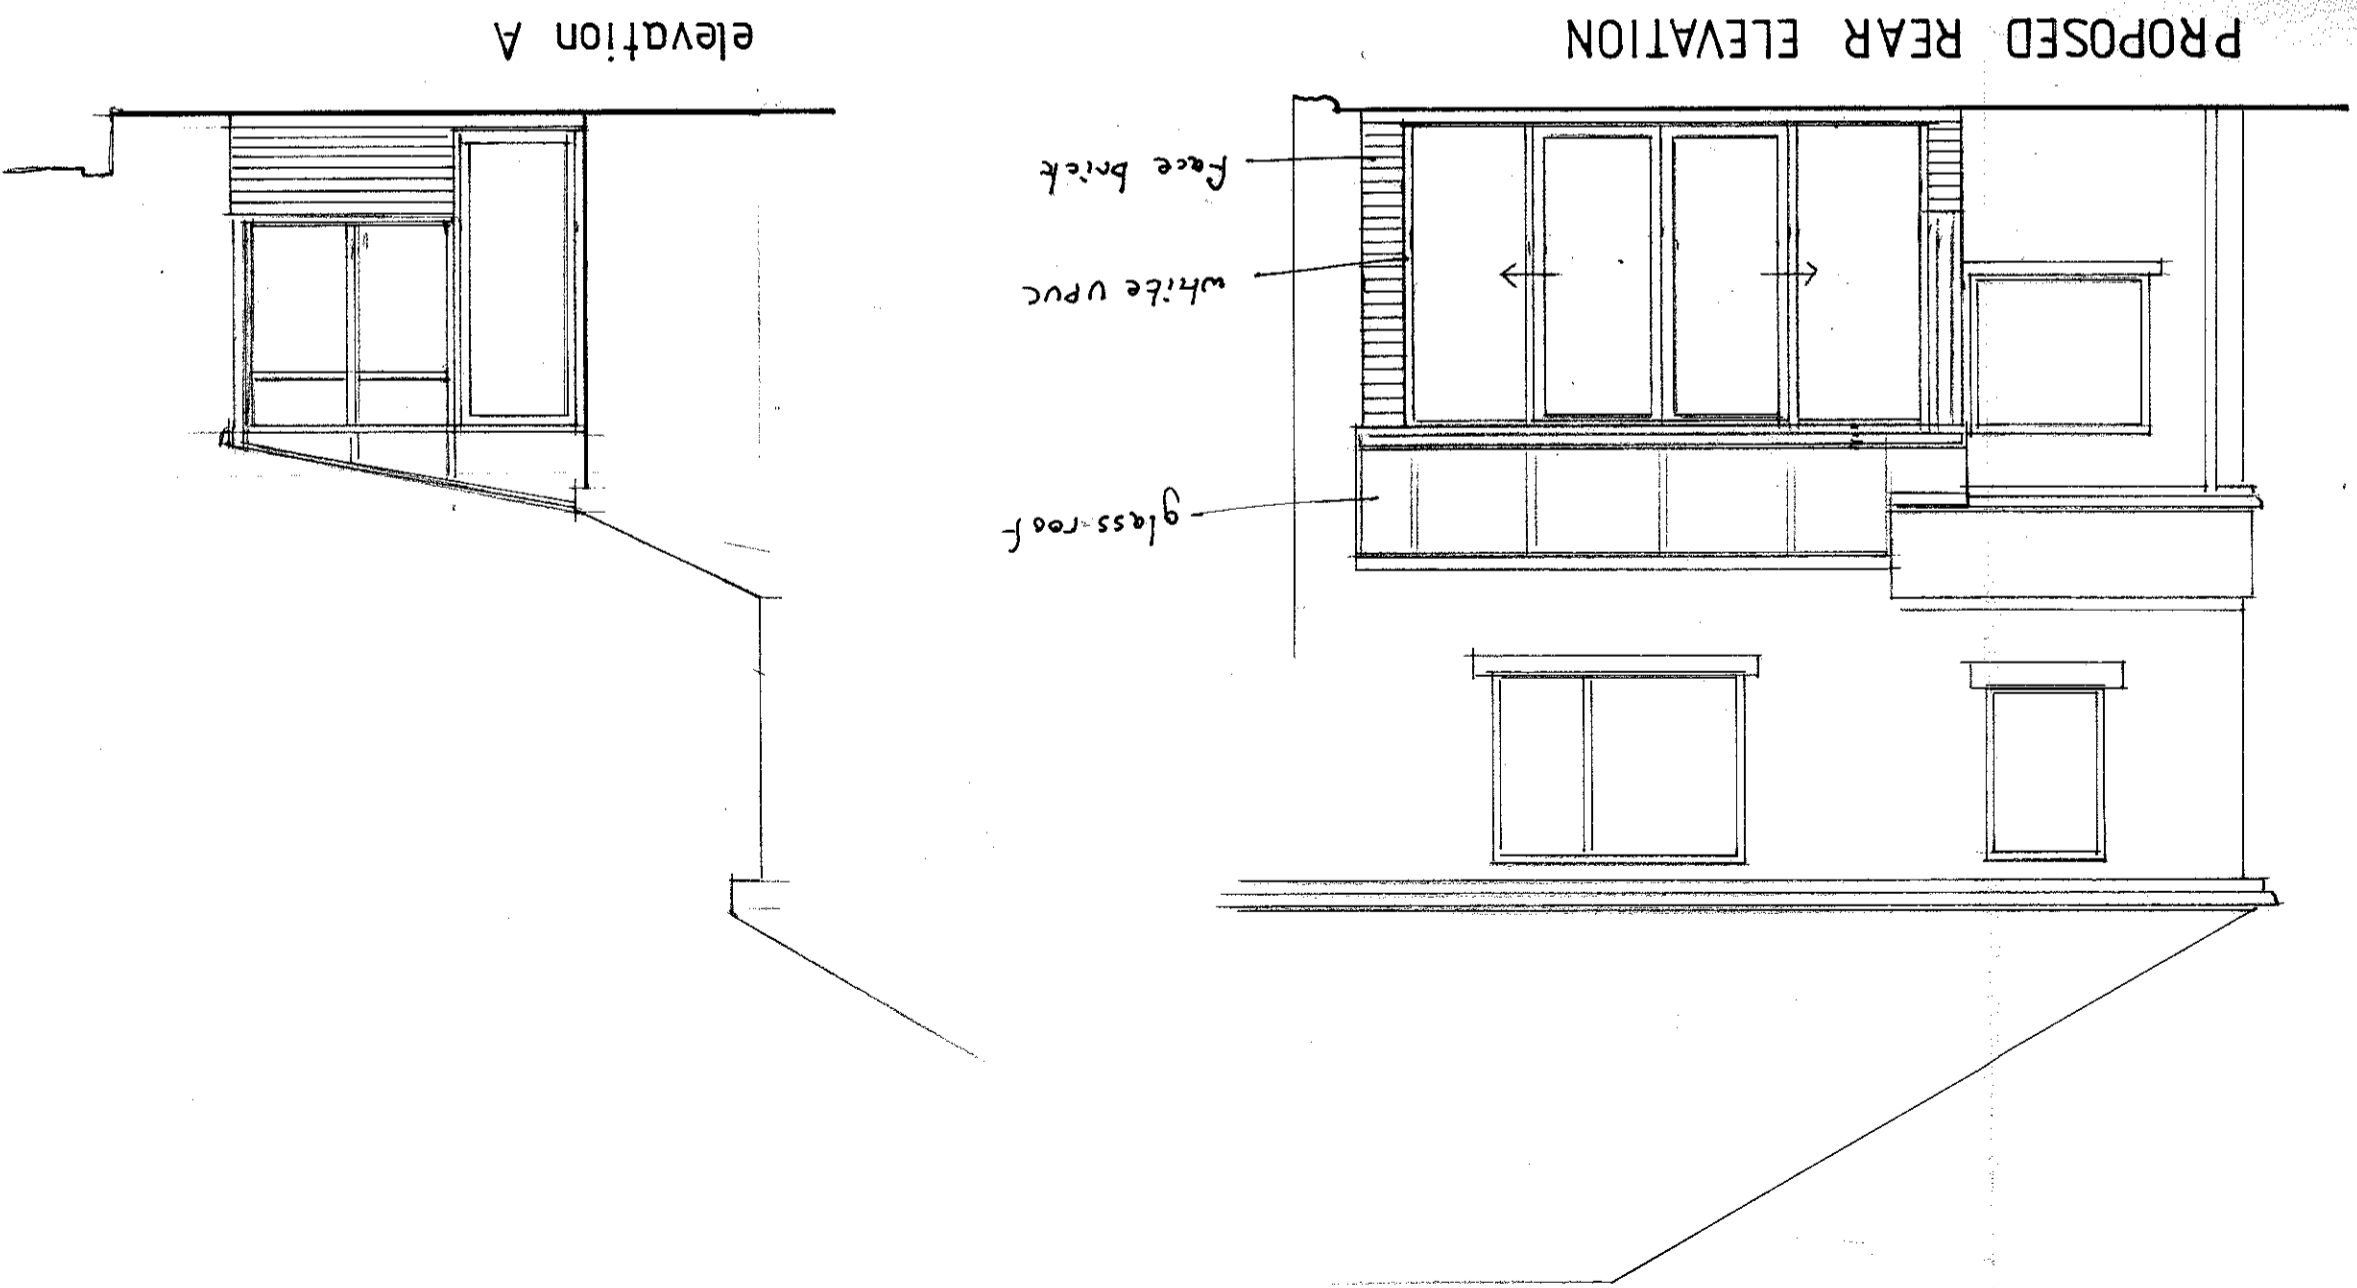 glass roof
white UPVC
face brick
PROPOSED REAR ELEVATION
elevation A